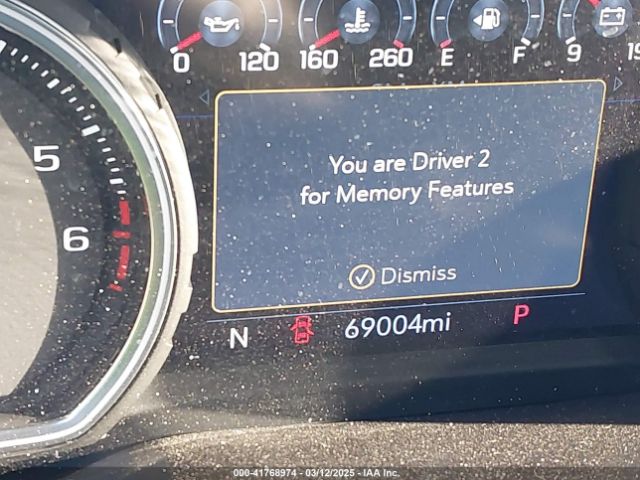 0 120 160 260 E F 9 19
5
6
You are Driver 2
for Memory Features
Dismiss
N 69004mi P
000-41768974 - 03/12/2025 - IAA Inc.